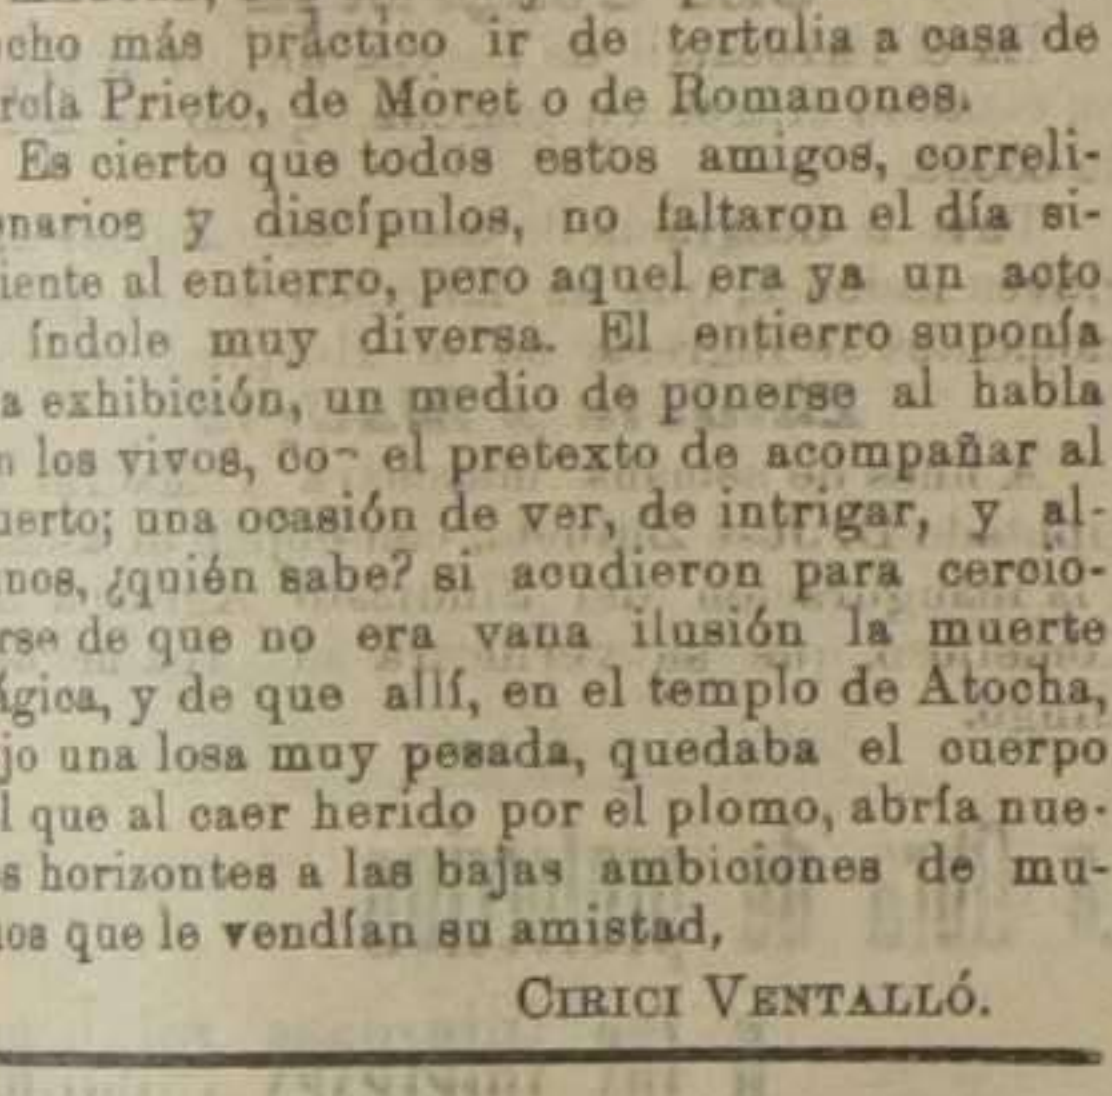 cho más práctico ir de tertulia a casa de
rcía Prieto, de Moret o de Romanones.
Es cierto que todos estos amigos, correli-
onarios y discípulos, no faltaron el día si-
iente al entierro, pero aquel era ya un acto
índole muy diversa. El entierro suponía
a exhibición, un medio de ponerse al habla
n los vivos, co- el pretexto de acompañar al
uerto; una ocasión de ver, de intrigar, y al-
nos, ¿quién sabe? si acudieron para cercio-
rse de que no era vana ilusión la muerte
ágica, y de que allí, en el templo de Atocha,
jo una losa muy pesada, quedaba el cuerpo
l que al caer herido por el plomo, abría nue-
s horizontes a las bajas ambiciones de mu-
os que le vendían su amistad,
CIRICI VENTALLÓ.